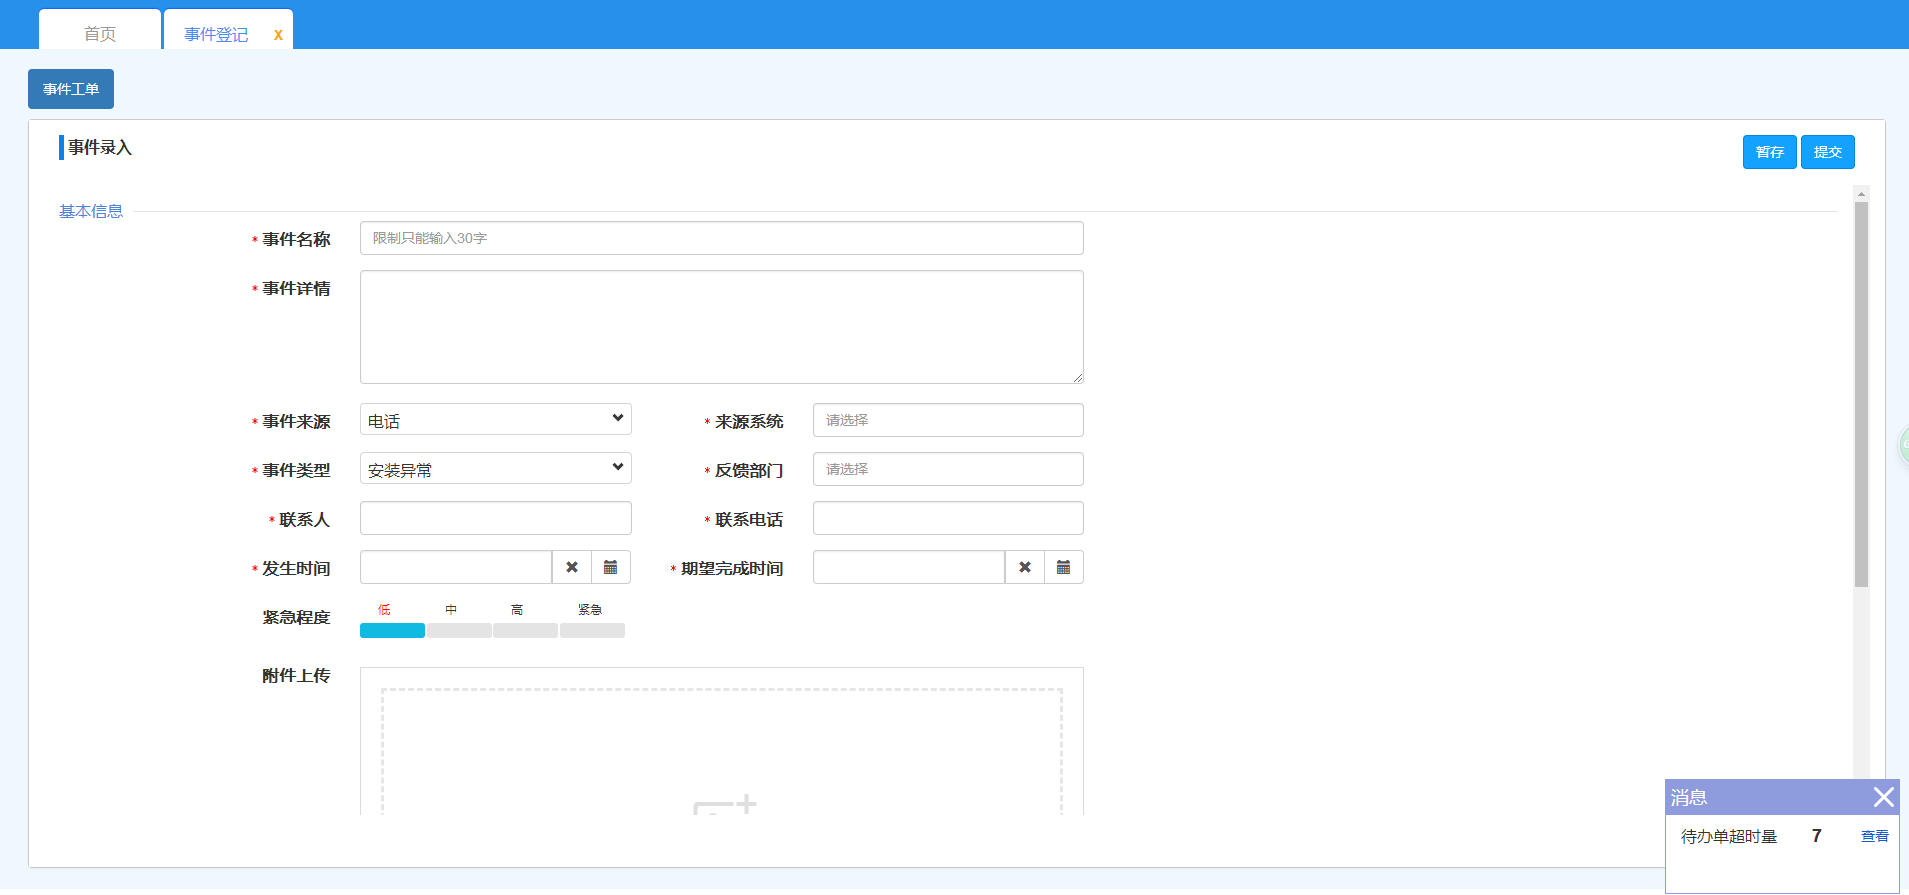 首页
事件登记 x
事件工单
事件录入
暂存 提交
基本信息
* 事件名称 限制只能输入30字
* 事件详情
* 事件来源 电话 * 来源系统 请选择
* 事件类型 安装异常 * 反馈部门 请选择
* 联系人 * 联系电话
* 发生时间 * 期望完成时间
紧急程度 低 中 高 紧急
附件上传
消息
待办单超时量 7 查看